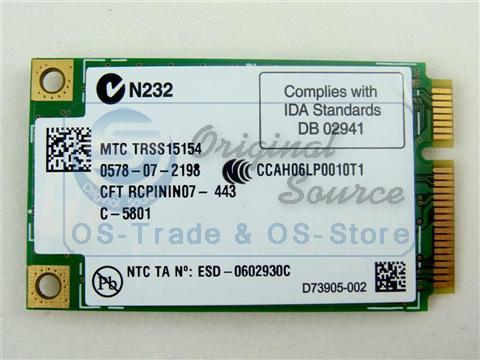 N232
Complies with
IDA Standards
DB 02941
MTC TRSS15154
0578-07-2198
CCAH06LP0010T1
CFT RCPININ07- 443
C-5801
Original
Source
OS-Trade & OS-Store
Pb
NTC TA Nº: ESD-0602930C
D73905-002